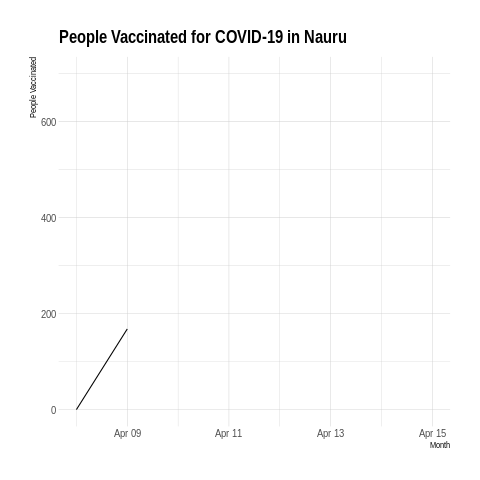 People Vaccinated for COVID-19 in Nauru
People Vaccinated
600
400
200
0
Apr 09 Apr 11 Apr 13 Apr 15
Month